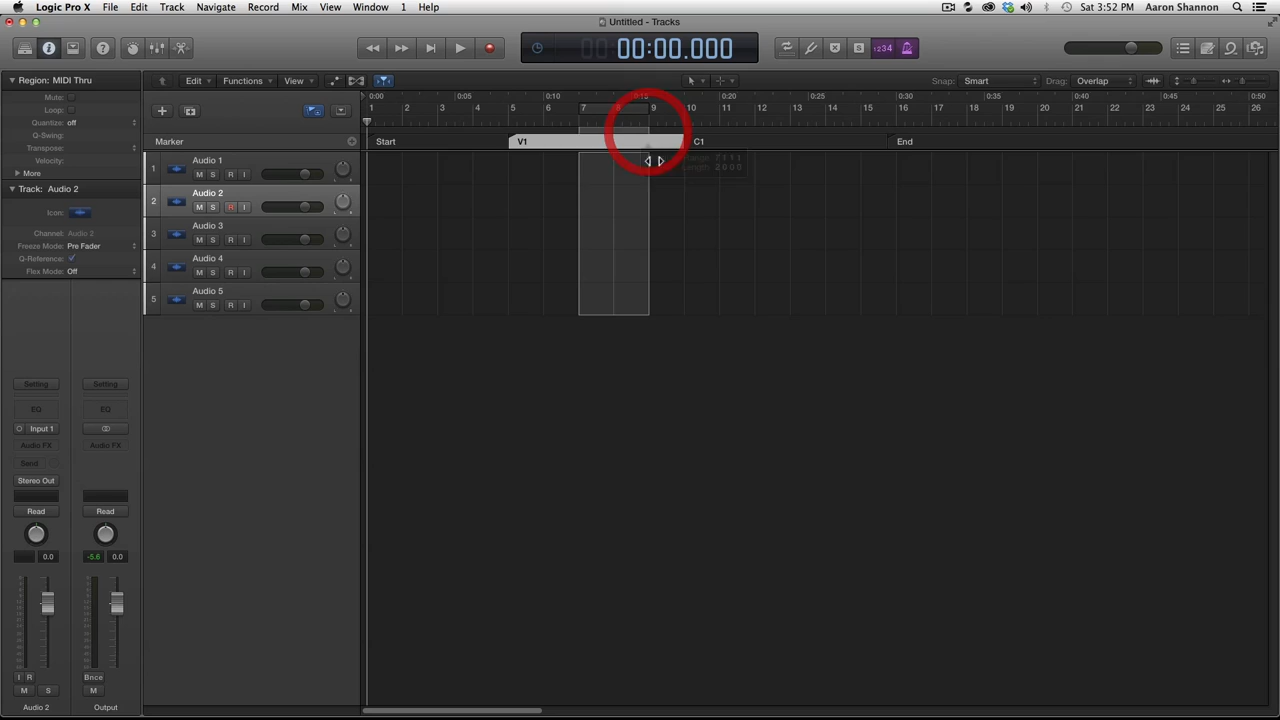 Logic Pro X File Edit Track Navigate Record Mix View Window 1 Help Sat 3:52 PM Aaron Shannon
Untitled - Tracks
00:00.000
1234
Region: MIDI Thru
Edit Functions View Snap: Smart Drag: Overlap
Mute:
Loop:
Quantize: off
Q-Swing:
Transpose:
Velocity:
More
0:00 0:05 0:10 0:15 0:20 0:25 0:30 0:35 0:40 0:45 0:50
1 2 3 4 5 6 7 8 9 10 11 12 13 14 15 16 17 18 19 20 21 22 23 24 25 26
Marker Start V1 C1 End
1 Audio 1
M S R I
2 Audio 2
M S R I
3 Audio 3
M S R I
4 Audio 4
M S R I
5 Audio 5
M S R I
Track: Audio 2
Icon:
Channel: Audio 2
Freeze Mode: Pre Fader
Q-Reference:
Flex Mode: Off
Setting Setting
EQ EQ
Input 1
Audio FX Audio FX
Send
Stereo Out
Read Read
0.0 -5.6 0.0
I R Bnce
M S M
Audio 2 Output